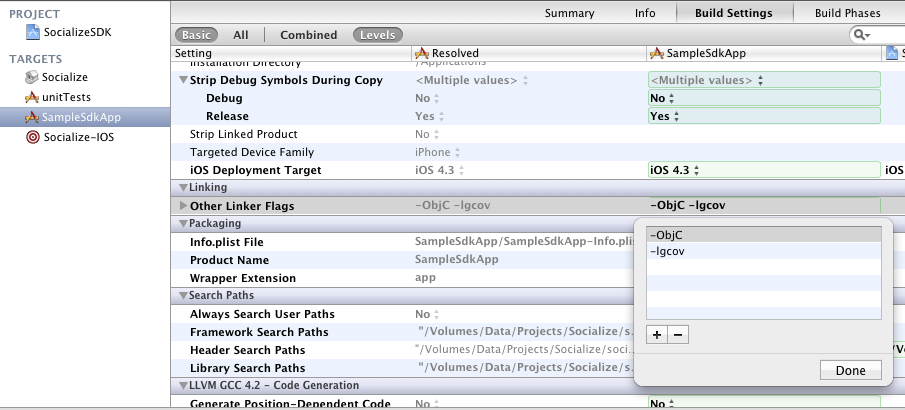 PROJECT
SocializeSDK
TARGETS
Socialize
unitTests
SampleSdkApp
Socialize-IOS
Summary Info Build Settings Build Phases
Basic All Combined Levels
Setting Resolved SampleSdkApp
Installation Directory /Applications
Strip Debug Symbols During Copy <Multiple values> <Multiple values>
Debug No No
Release Yes Yes
Strip Linked Product No
Targeted Device Family iPhone
iOS Deployment Target iOS 4.3 iOS 4.3 iOS
Linking
Other Linker Flags -ObjC -lgcov -ObjC -lgcov
Packaging
Info.plist File SampleSdkApp/SampleSdkApp-Info.plis
Product Name SampleSdkApp
Wrapper Extension app
Search Paths
Always Search User Paths No
Framework Search Paths "/Volumes/Data/Projects/Socialize/s...
Header Search Paths "/Volumes/Data/Projects/Socialize/soci...
Library Search Paths "/Volumes/Data/Projects/Socialize/s...
LLVM GCC 4.2 - Code Generation
Generate Position-Dependent Code No No
-ObjC
-lgcov
+ −
Done